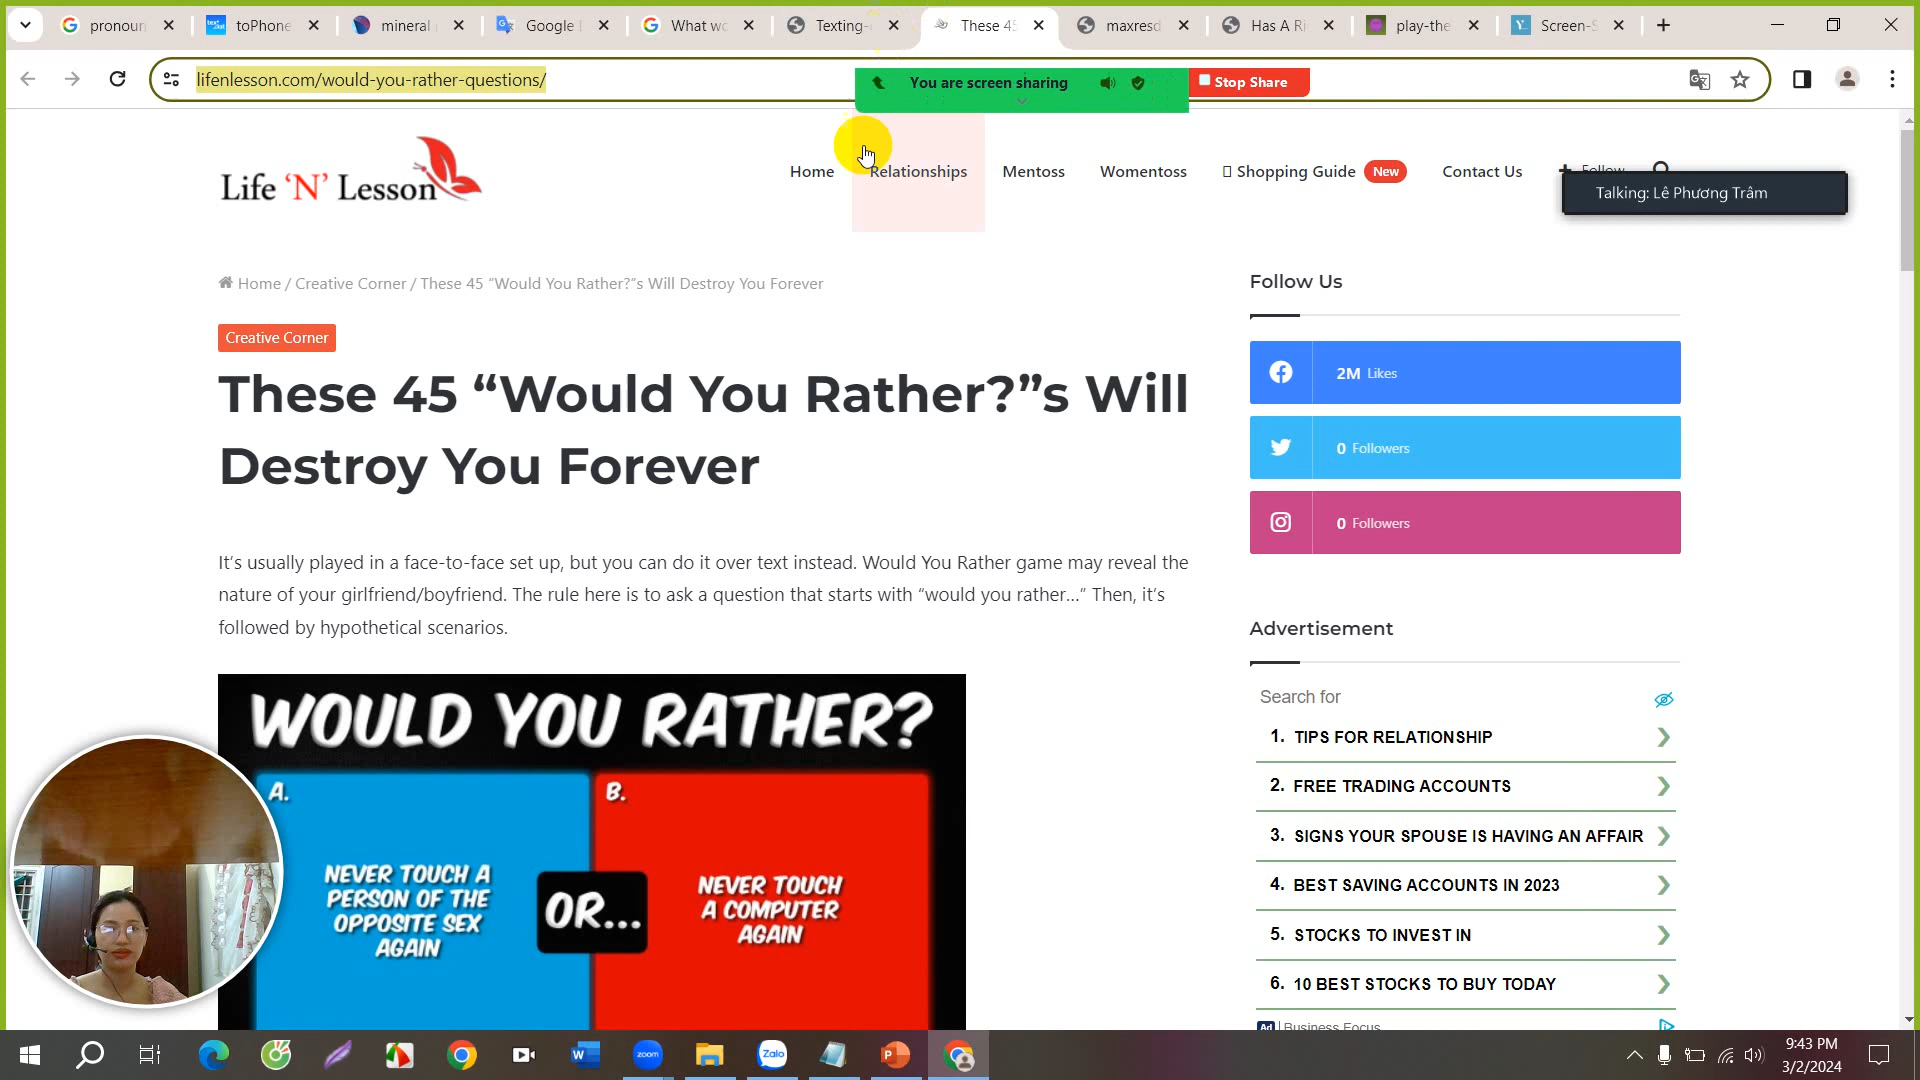 pronoun
toPhone
mineral
Google
What wo
Texting-
These 45
maxresd
Has A Ri
play-the
Screen-S
lifenlesson.com/would-you-rather-questions/
You are screen sharing
Stop Share
Life 'N' Lesson
Home
Relationships
Mentoss
Womentoss
Shopping Guide
New
Contact Us
Follow
Talking: Lê Phương Trâm
Home / Creative Corner / These 45 “Would You Rather?”s Will Destroy You Forever
Creative Corner
These 45 “Would You Rather?”s Will
Destroy You Forever
It’s usually played in a face-to-face set up, but you can do it over text instead. Would You Rather game may reveal the
nature of your girlfriend/boyfriend. The rule here is to ask a question that starts with “would you rather…” Then, it’s
followed by hypothetical scenarios.
WOULD YOU RATHER?
A.
NEVER TOUCH A
PERSON OF THE
OPPOSITE SEX
AGAIN
OR...
B.
NEVER TOUCH
A COMPUTER
AGAIN
Follow Us
2M Likes
0 Followers
0 Followers
Advertisement
Search for
1. TIPS FOR RELATIONSHIP
2. FREE TRADING ACCOUNTS
3. SIGNS YOUR SPOUSE IS HAVING AN AFFAIR
4. BEST SAVING ACCOUNTS IN 2023
5. STOCKS TO INVEST IN
6. 10 BEST STOCKS TO BUY TODAY
Ad | Business Focus
zoom
Zalo
9:43 PM
3/2/2024